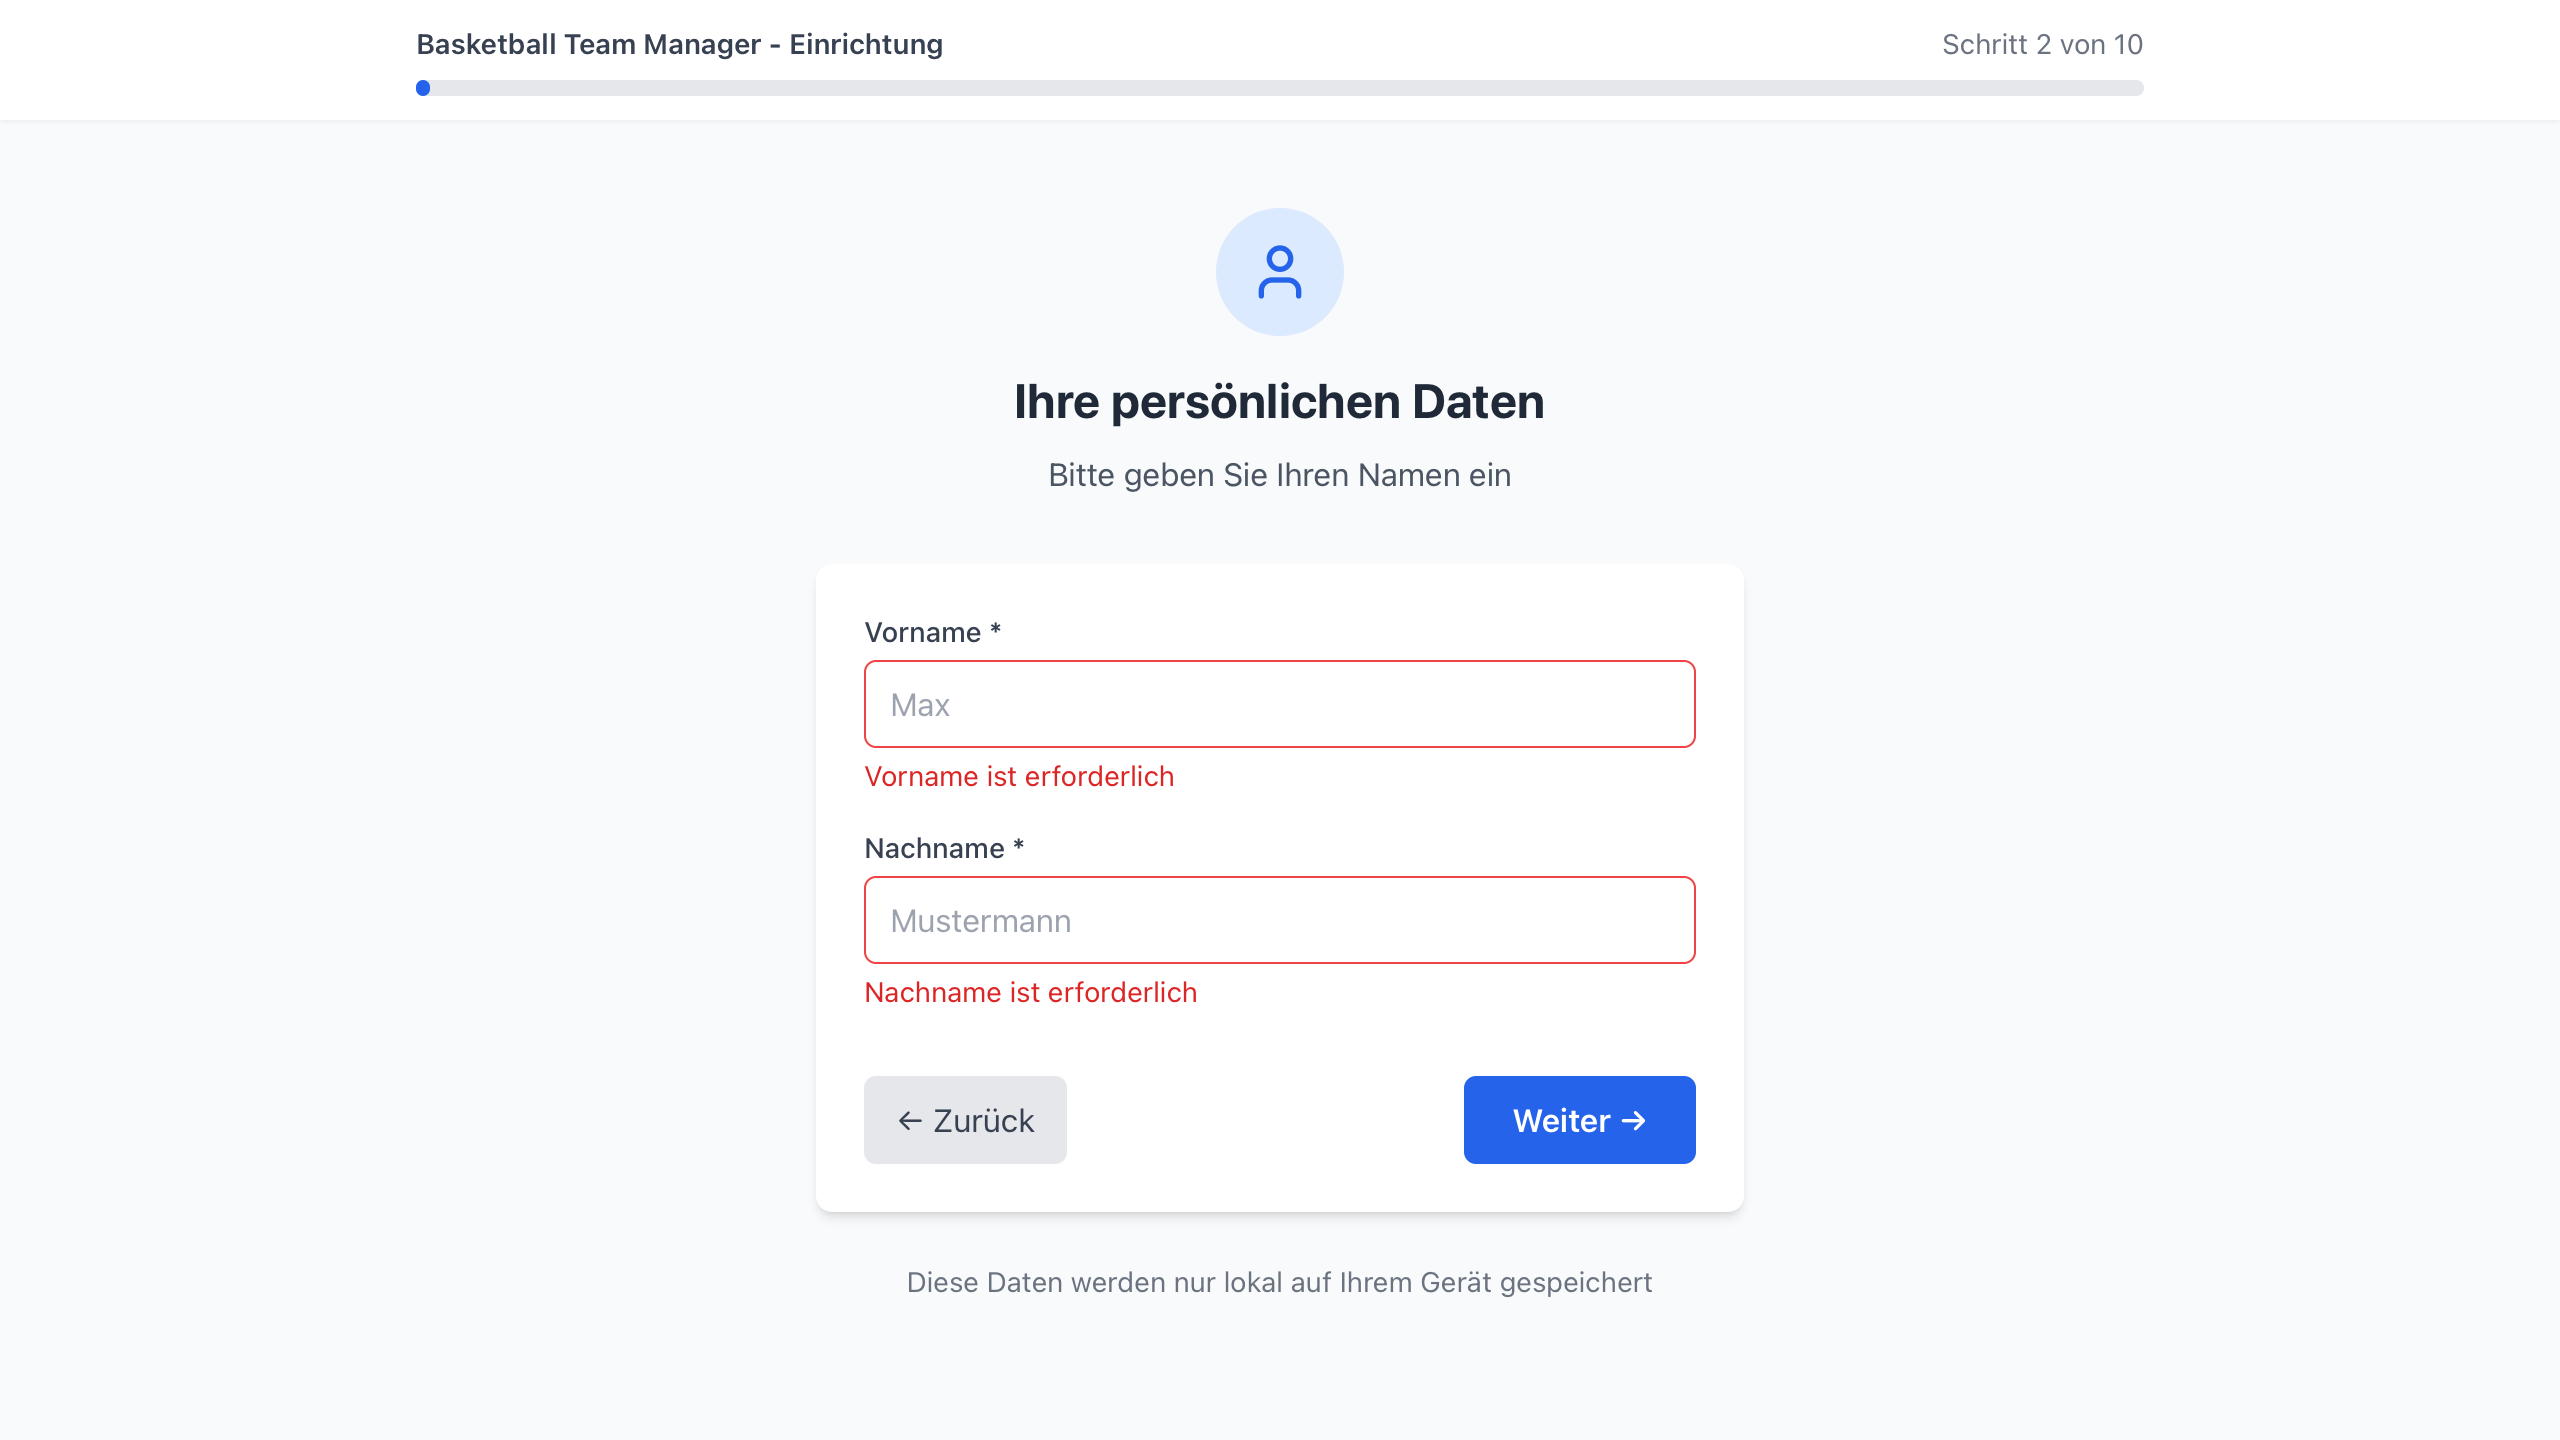 Basketball Team Manager - Einrichtung
Schritt 2 von 10
Ihre persönlichen Daten
Bitte geben Sie Ihren Namen ein
Vorname *
Max
Vorname ist erforderlich
Nachname *
Mustermann
Nachname ist erforderlich
← Zurück
Weiter →
Diese Daten werden nur lokal auf Ihrem Gerät gespeichert